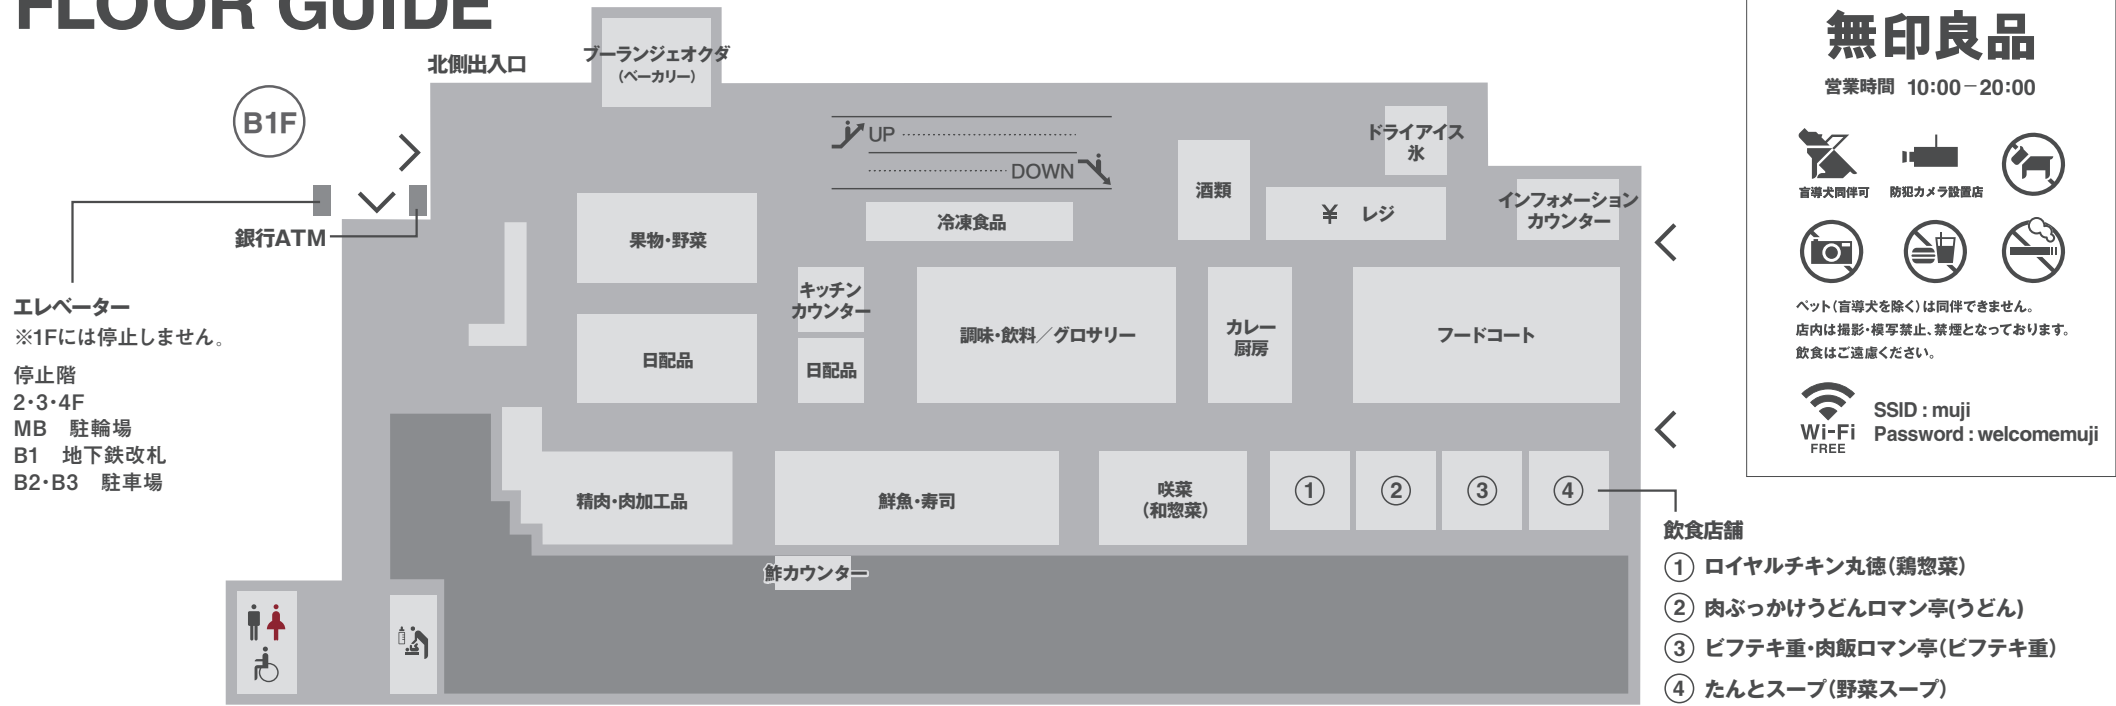 FLOOR GUIDE
B1F
北側出入口
ブーランジェオクダ
(ベーカリー)
UP
DOWN
ドライアイス
氷
酒類
¥ レジ
インフォメーション
カウンター
冷凍食品
果物・野菜
銀行ATM
エレベーター
※1Fには停止しません。
停止階
2・3・4F
MB 駐輪場
B1 地下鉄改札
B2・B3 駐車場
キッチン
カウンター
日配品
日配品
調味・飲料／グロサリー
カレー
厨房
フードコート
精肉・肉加工品
鮮魚・寿司
咲菜
(和惣菜)
①
②
③
④
鮓カウンター
飲食店舗
① ロイヤルチキン丸徳(鶏惣菜)
② 肉ぶっかけうどんロマン亭(うどん)
③ ビフテキ重・肉飯ロマン亭(ビフテキ重)
④ たんとスープ(野菜スープ)
無印良品
営業時間 10:00－20:00
盲導犬同伴可
防犯カメラ設置店
ペット(盲導犬を除く)は同伴できません。
店内は撮影・模写禁止、禁煙となっております。
飲食はご遠慮ください。
Wi-Fi
FREE
SSID : muji
Password : welcomemuji